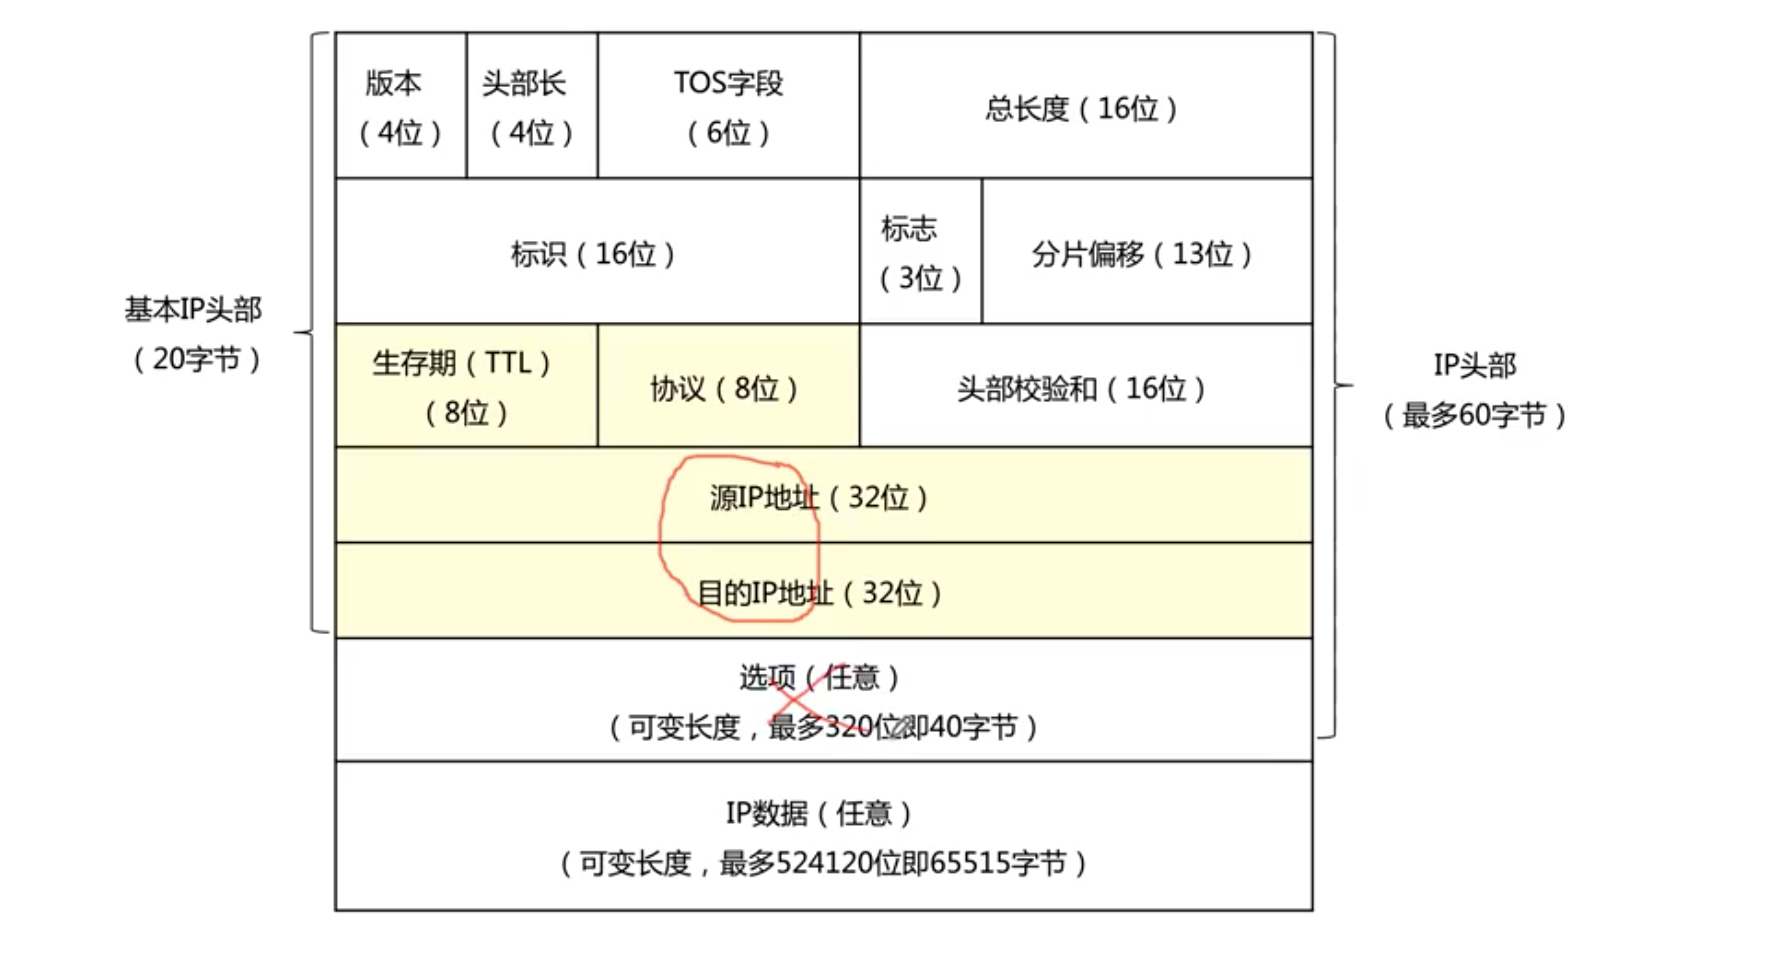 版本
（4位）
头部长
（4位）
TOS字段
（6位）
总长度（16位）
标识（16位）
标志
（3位）
分片偏移（13位）
基本IP头部
（20字节）
生存期（TTL）
（8位）
协议（8位）
头部校验和（16位）
IP头部
（最多60字节）
源IP地址（32位）
目的IP地址（32位）
选项（任意）
（可变长度，最多320位即40字节）
IP数据（任意）
（可变长度，最多524120位即65515字节）